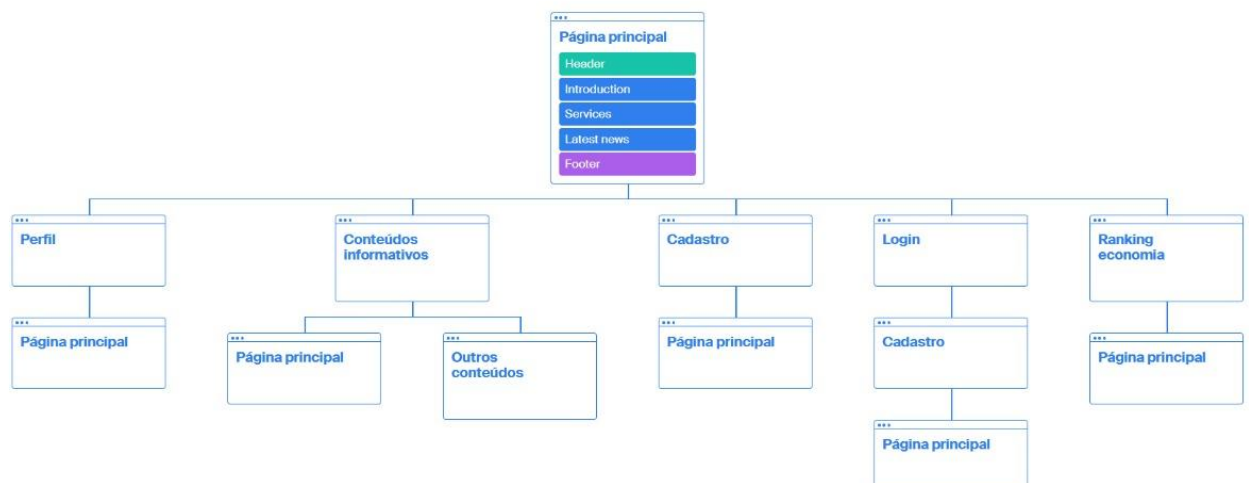 Página principal
Header
Introduction
Services
Latest news
Footer
Perfil
Conteúdos
informativos
Cadastro
Login
Ranking
economia
Página principal
Página principal
Outros
conteúdos
Página principal
Cadastro
Página principal
Página principal